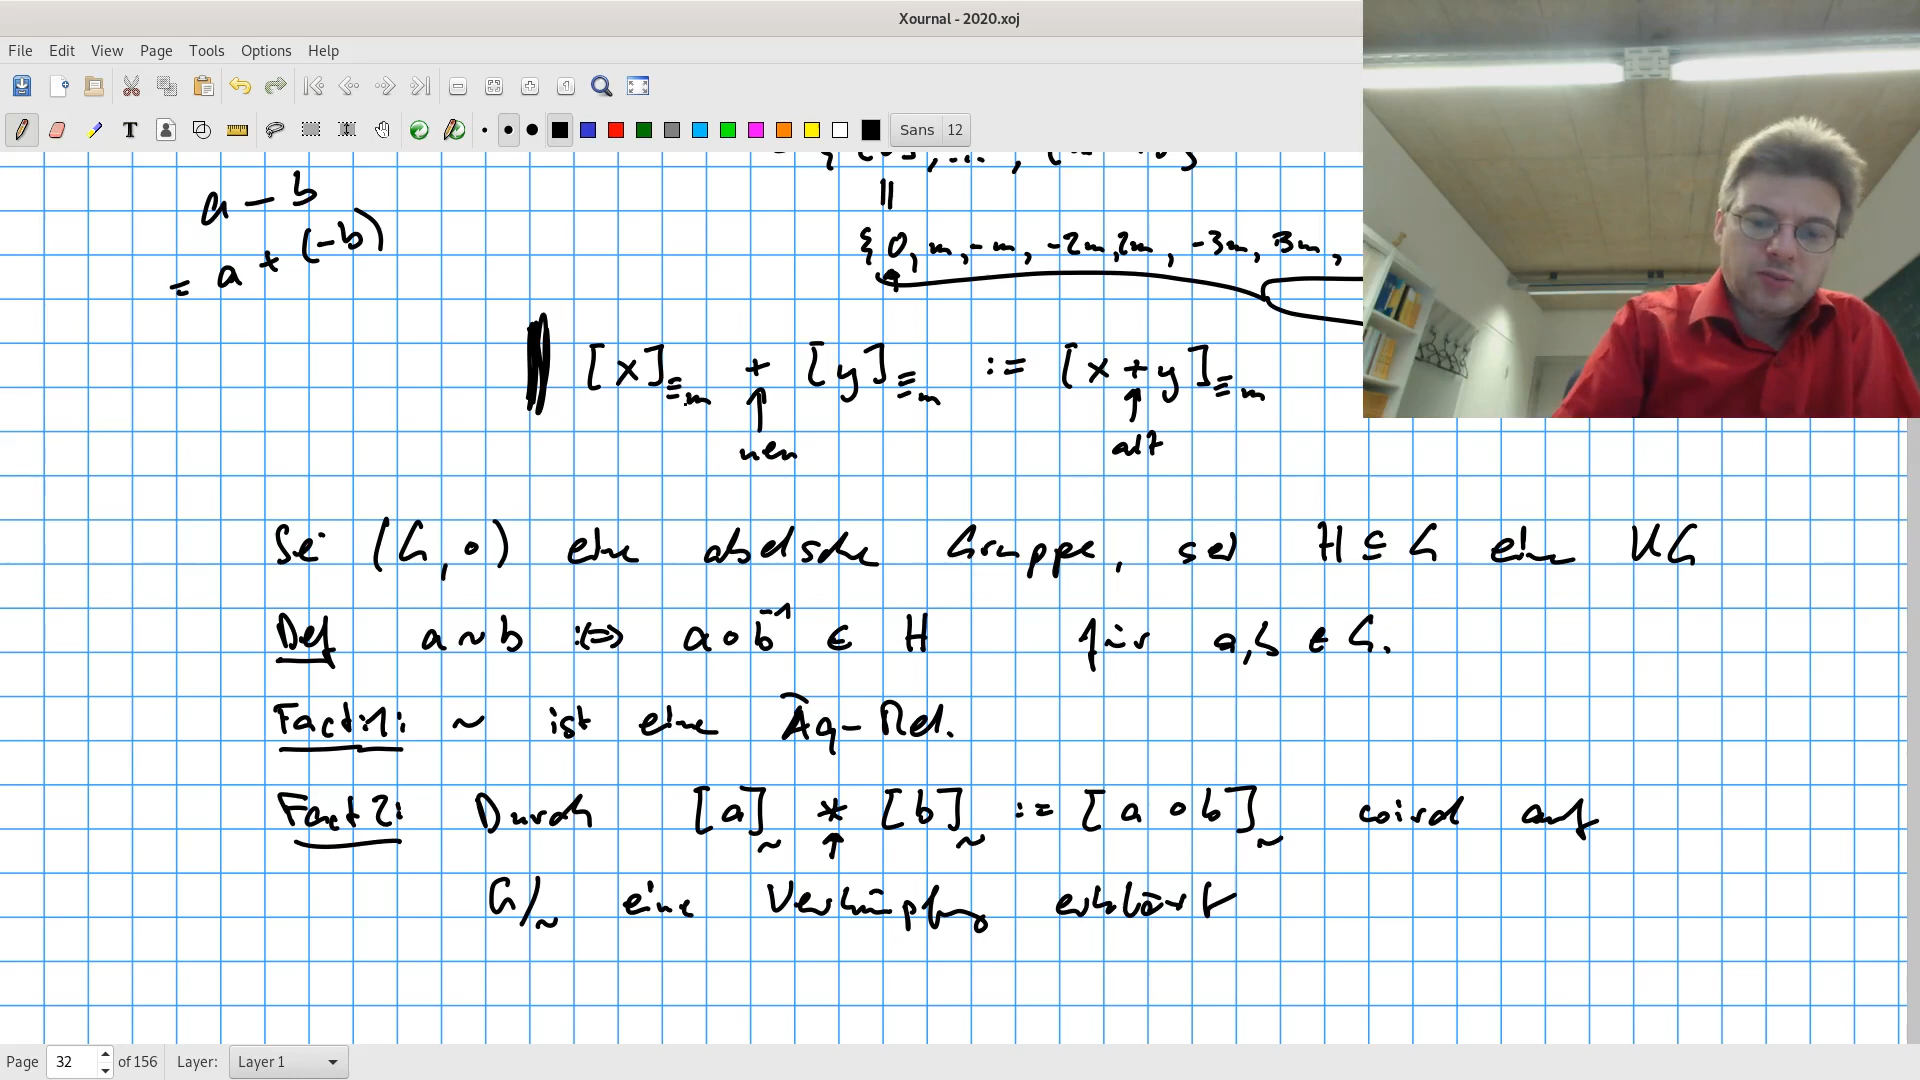 Xournal - 2020.xoj
File Edit View Page Tools Options Help
Sans 12
a - b
= a + (-b)
||
{ 0, m, -m, -2m, 2m, -3m, 3m,
[x]≡m + [y]≡m := [x + y]≡m
↑ ↑
neu alt
Sei (G, ∘) eine abelsche Gruppe, sei H ⊆ G eine UG
Def a ~ b :⇔ a ∘ b⁻¹ ∈ H für a, b ∈ G.
Fact 1: ~ ist eine Äq-Rel.
Fact 2: Durch [a]~ * [b]~ := [a ∘ b]~ wird auf
↑
G/~ eine Verknüpfung erklärt
Page 32 of 156 Layer: Layer 1